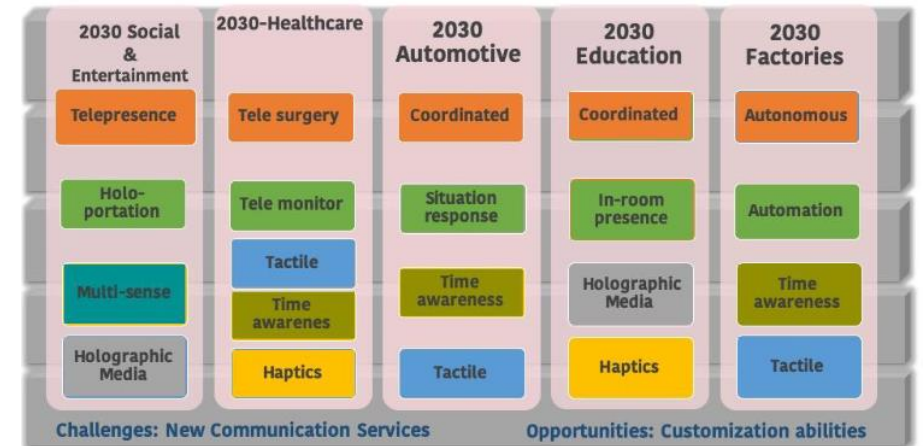 2030 Social
&
Entertainment
Telepresence
Holo-
portation
Multi-sense
Holographic
Media
2030-Healthcare
Tele surgery
Tele monitor
Tactile
Time
awarenes
Haptics
2030
Automotive
Coordinated
Situation
response
Time
awareness
Tactile
2030
Education
Coordinated
In-room
presence
Holographic
Media
Haptics
2030
Factories
Autonomous
Automation
Time
awareness
Tactile
Challenges: New Communication Services
Opportunities: Customization abilities